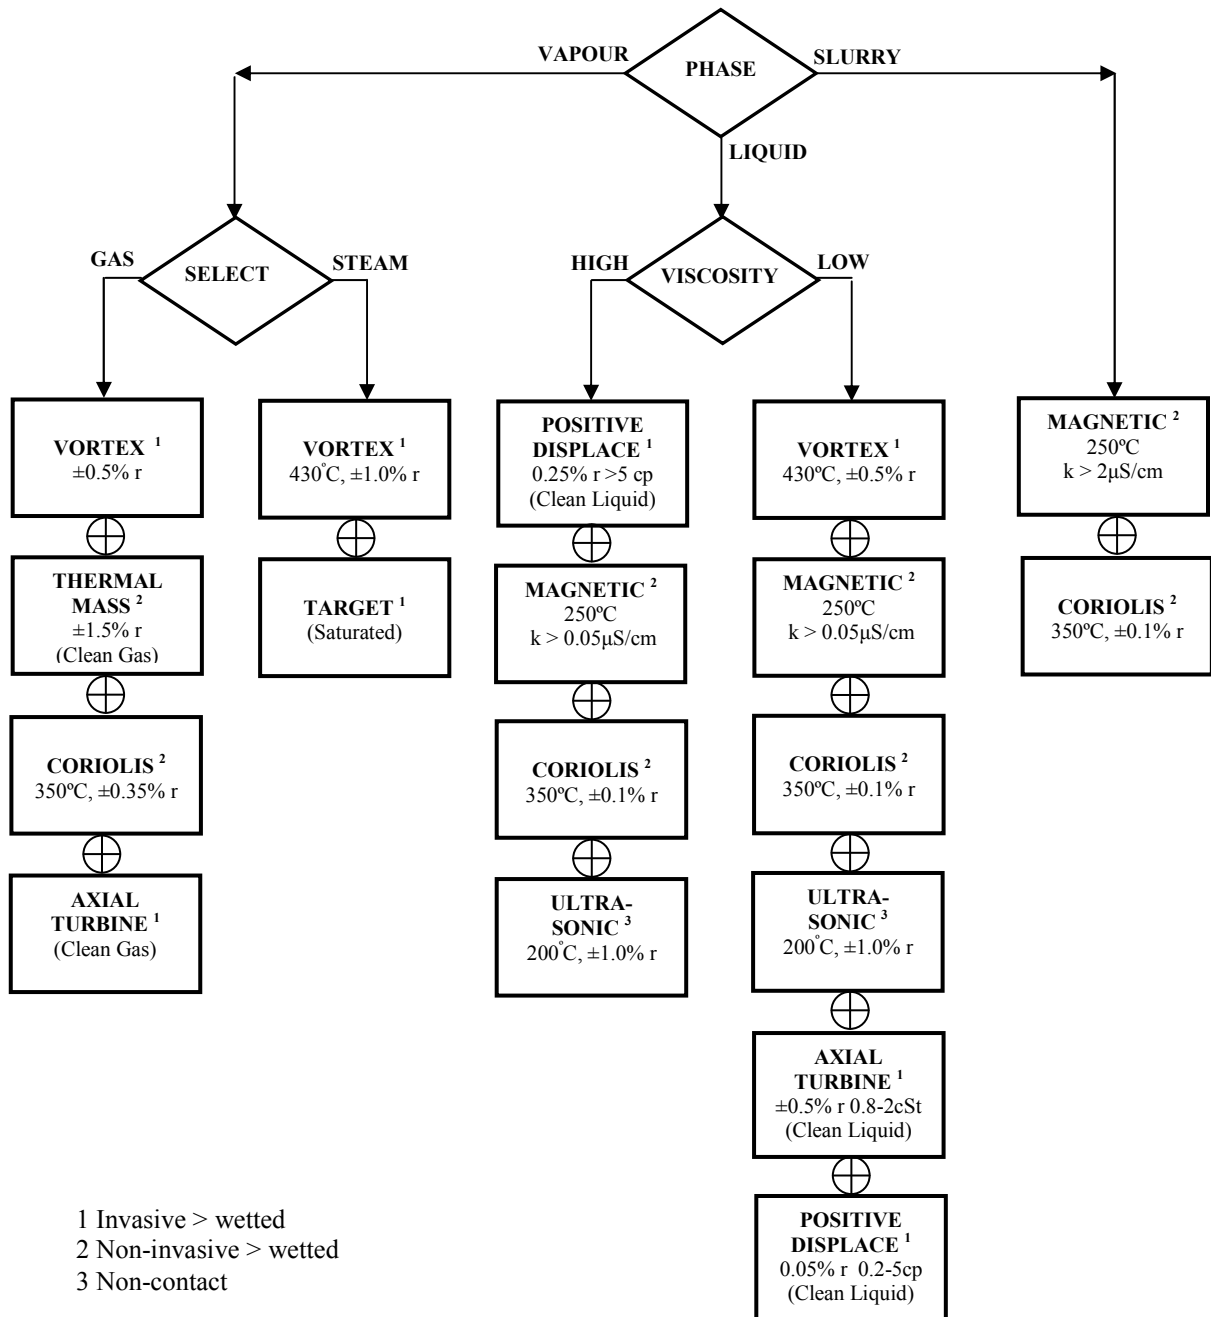 VAPOUR
PHASE
SLURRY
LIQUID
GAS
SELECT
STEAM
HIGH
VISCOSITY
LOW
VORTEX 1
±0.5% r
THERMAL
MASS 2
±1.5% r
(Clean Gas)
CORIOLIS 2
350ºC, ±0.35% r
AXIAL
TURBINE 1
(Clean Gas)
VORTEX 1
430°C, ±1.0% r
TARGET 1
(Saturated)
POSITIVE
DISPLACE 1
0.25% r >5 cp
(Clean Liquid)
MAGNETIC 2
250ºC
k > 0.05µS/cm
CORIOLIS 2
350ºC, ±0.1% r
ULTRA-
SONIC 3
200°C, ±1.0% r
VORTEX 1
430ºC, ±0.5% r
MAGNETIC 2
250ºC
k > 0.05µS/cm
CORIOLIS 2
350ºC, ±0.1% r
ULTRA-
SONIC 3
200°C, ±1.0% r
AXIAL
TURBINE 1
±0.5% r 0.8-2cSt
(Clean Liquid)
POSITIVE
DISPLACE 1
0.05% r 0.2-5cp
(Clean Liquid)
MAGNETIC 2
250ºC
k > 2µS/cm
CORIOLIS 2
350ºC, ±0.1% r
1 Invasive > wetted
2 Non-invasive > wetted
3 Non-contact